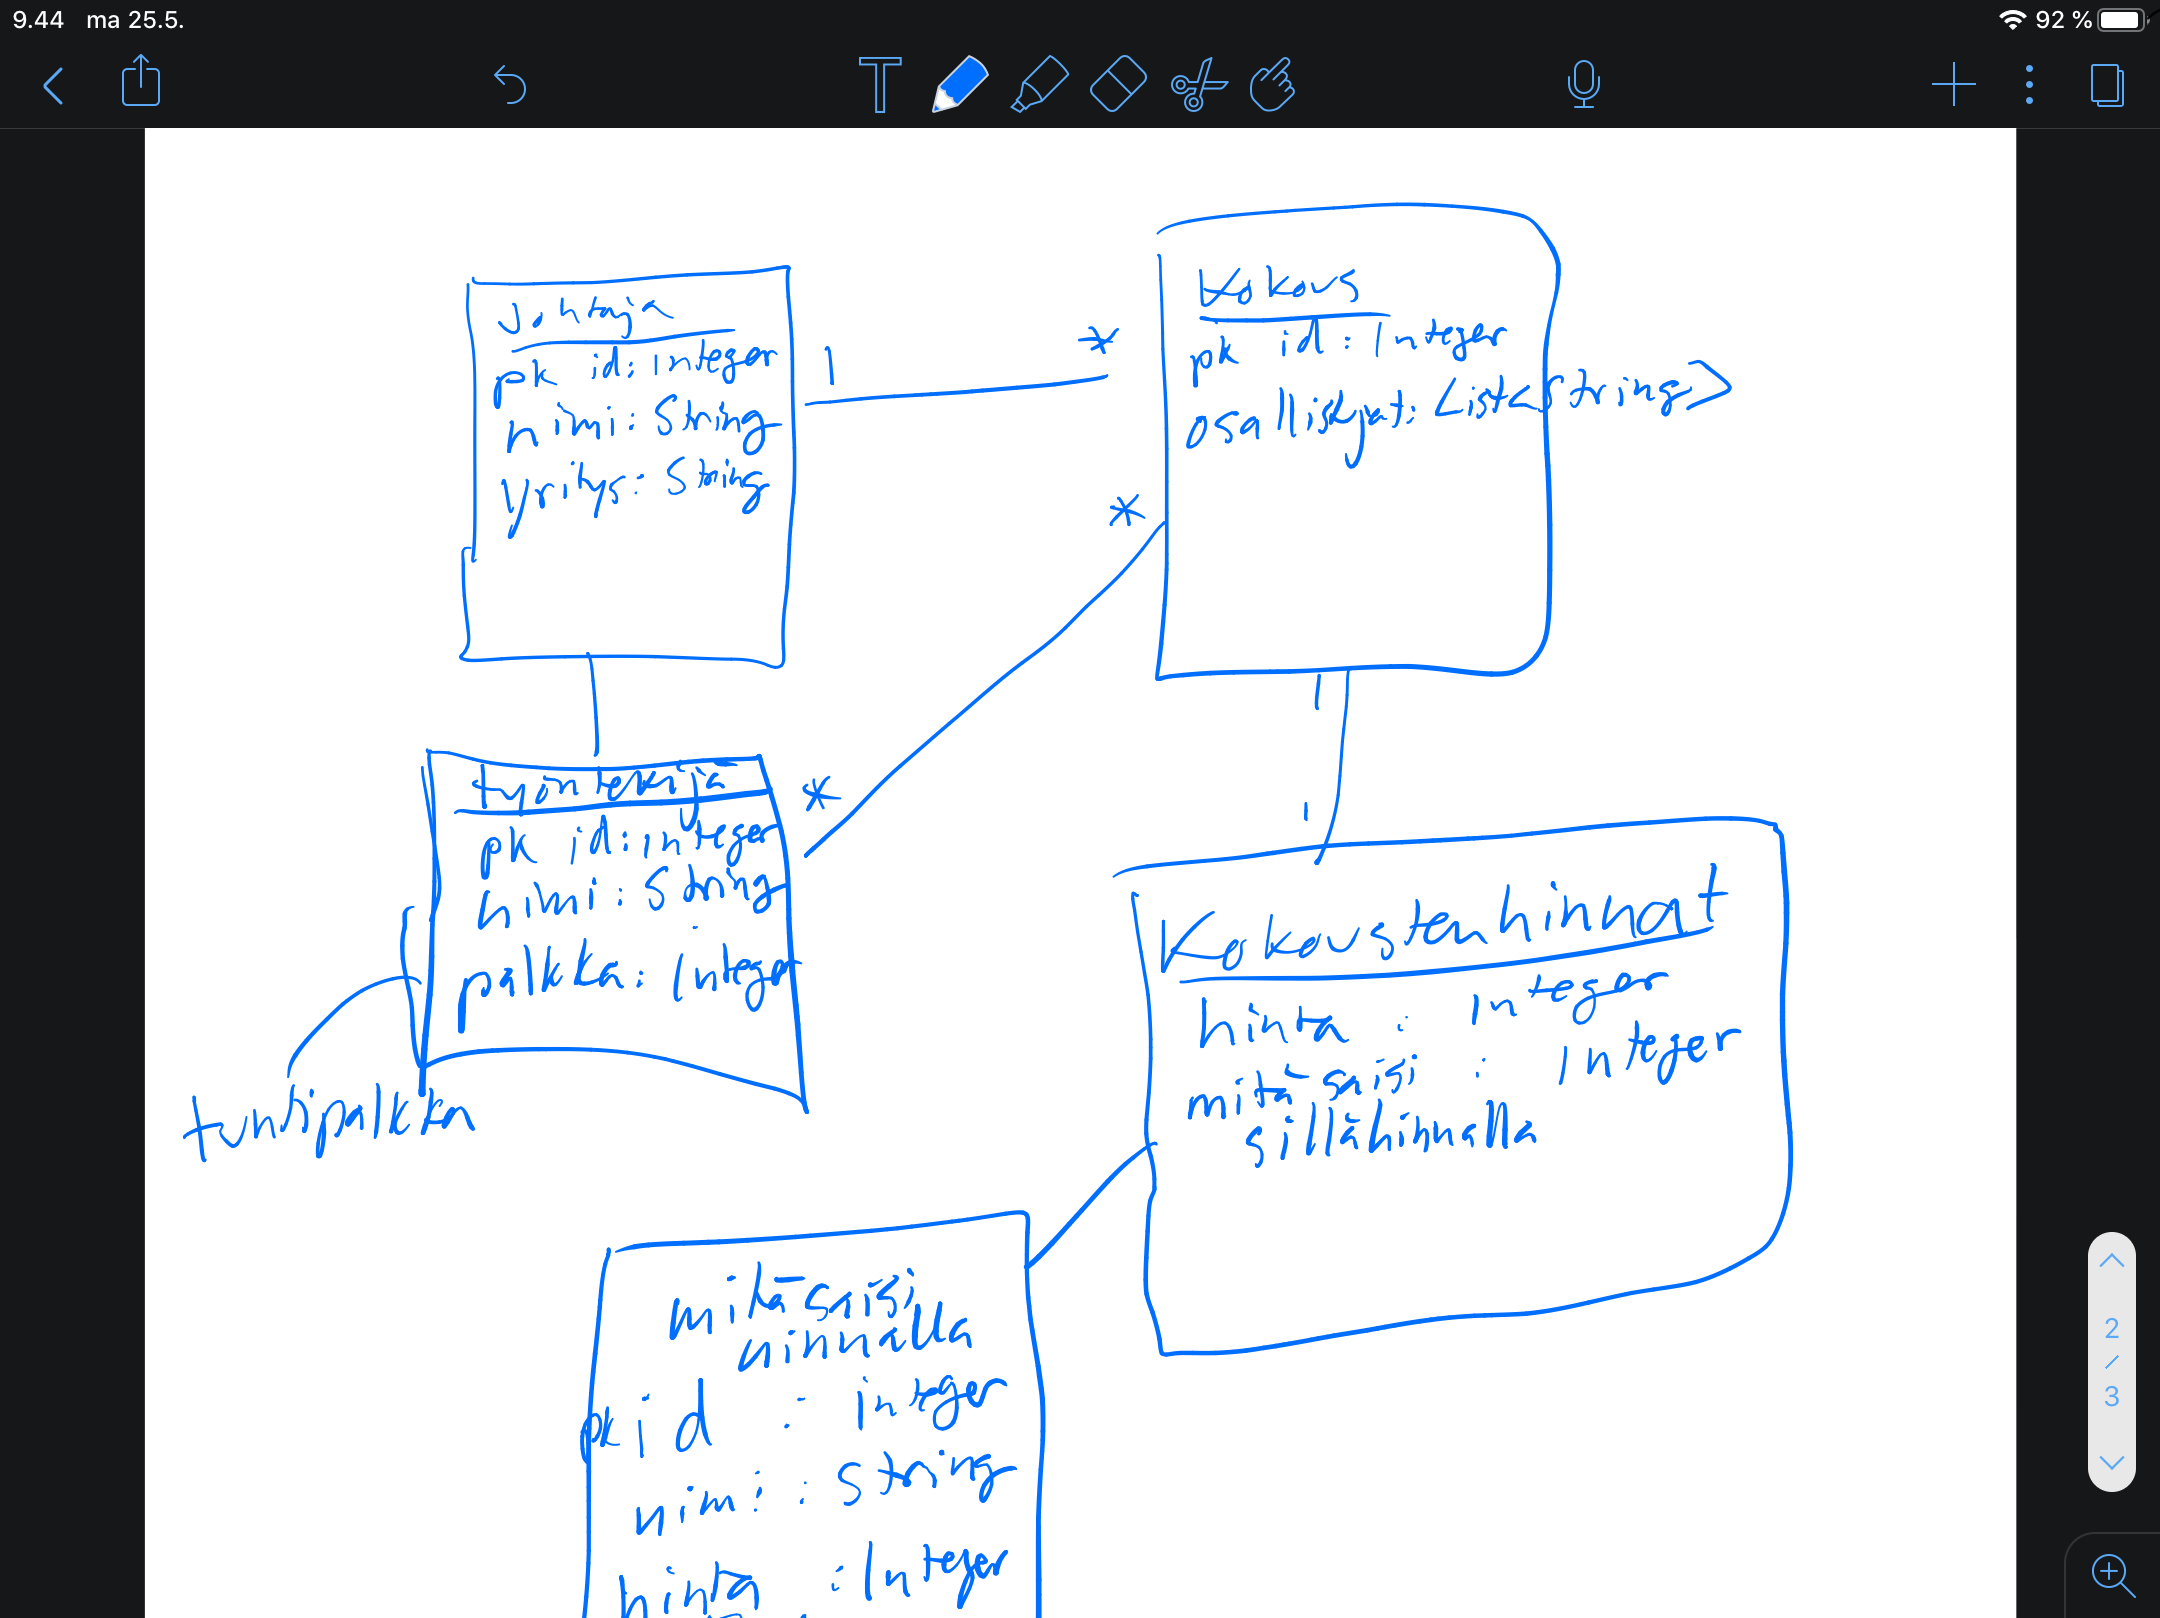 9.44 ma 25.5.
92 %
Johtaja
pk id: integer
nimi: String
yritys: String
1
*
Kokous
pk id: Integer
osallistujat: List<String>
*
1
1
työntekijä
pk id: integer
nimi: String
palkka: Integer
*
tuntipalkka
Kokoustenhinnat
hinta : Integer
mitä saisi : Integer
sillähinnalla
mitä saisi
hinnalla
pk id : integer
nimi : String
hinta : Integer
2
/
3